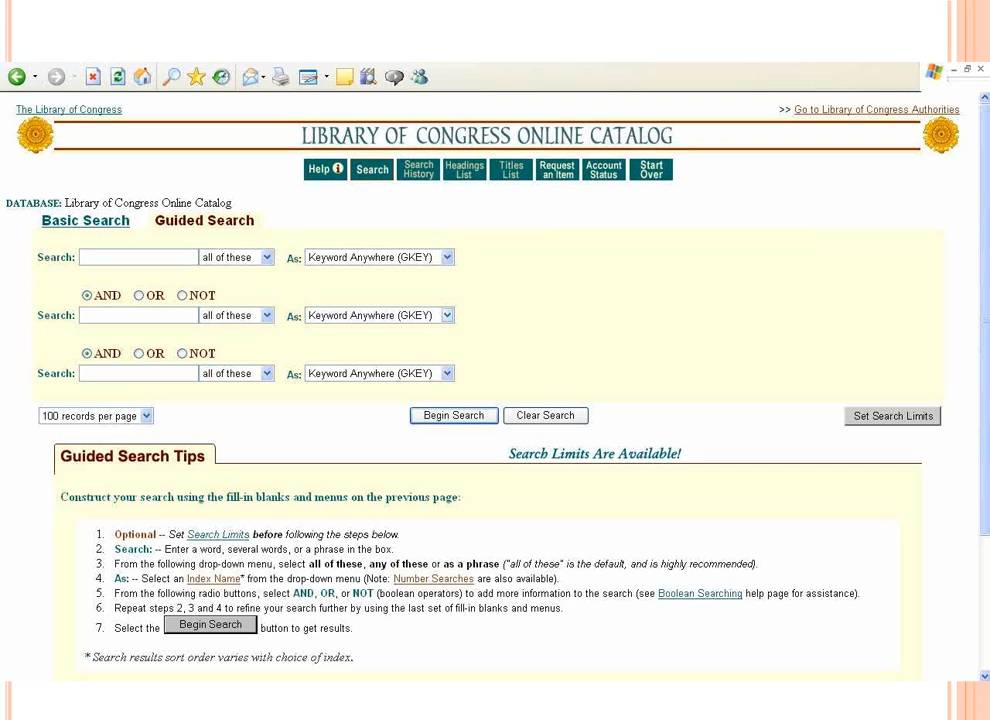 The Library of Congress
>> Go to Library of Congress Authorities
LIBRARY OF CONGRESS ONLINE CATALOG
Help Search Search History Headings List Titles List Request an Item Account Status Start Over
DATABASE: Library of Congress Online Catalog
Basic Search Guided Search
Search: all of these As: Keyword Anywhere (GKEY)
AND OR NOT
Search: all of these As: Keyword Anywhere (GKEY)
AND OR NOT
Search: all of these As: Keyword Anywhere (GKEY)
100 records per page Begin Search Clear Search Set Search Limits
Guided Search Tips Search Limits Are Available!
Construct your search using the fill-in blanks and menus on the previous page:
1. Optional -- Set Search Limits before following the steps below.
2. Search: -- Enter a word, several words, or a phrase in the box.
3. From the following drop-down menu, select all of these, any of these or as a phrase ("all of these" is the default, and is highly recommended).
4. As: -- Select an Index Name* from the drop-down menu (Note: Number Searches are also available).
5. From the following radio buttons, select AND, OR, or NOT (boolean operators) to add more information to the search (see Boolean Searching help page for assistance).
6. Repeat steps 2, 3 and 4 to refine your search further by using the last set of fill-in blanks and menus.
7. Select the Begin Search button to get results.
* Search results sort order varies with choice of index.